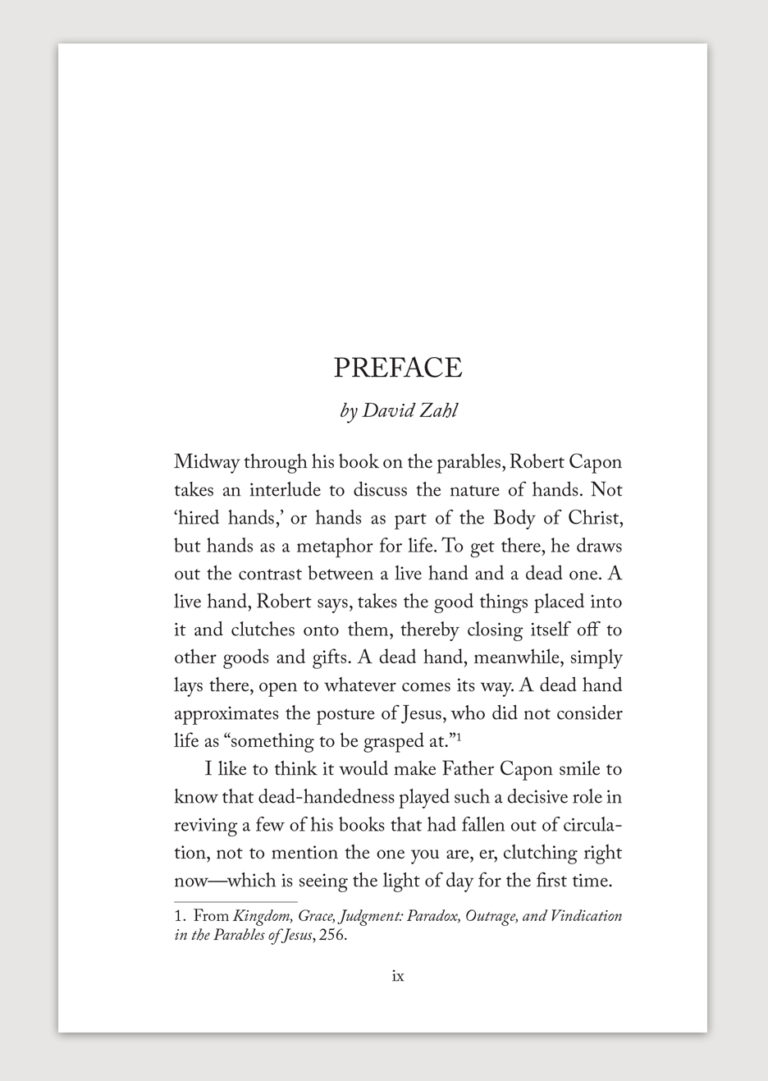 PREFACE
by David Zahl
Midway through his book on the parables, Robert Capon
takes an interlude to discuss the nature of hands. Not
‘hired hands,’ or hands as part of the Body of Christ,
but hands as a metaphor for life. To get there, he draws
out the contrast between a live hand and a dead one. A
live hand, Robert says, takes the good things placed into
it and clutches onto them, thereby closing itself off to
other goods and gifts. A dead hand, meanwhile, simply
lays there, open to whatever comes its way. A dead hand
approximates the posture of Jesus, who did not consider
life as “something to be grasped at.”¹
I like to think it would make Father Capon smile to
know that dead-handedness played such a decisive role in
reviving a few of his books that had fallen out of circula-
tion, not to mention the one you are, er, clutching right
now—which is seeing the light of day for the first time.
1. From Kingdom, Grace, Judgment: Paradox, Outrage, and Vindication
in the Parables of Jesus, 256.
ix